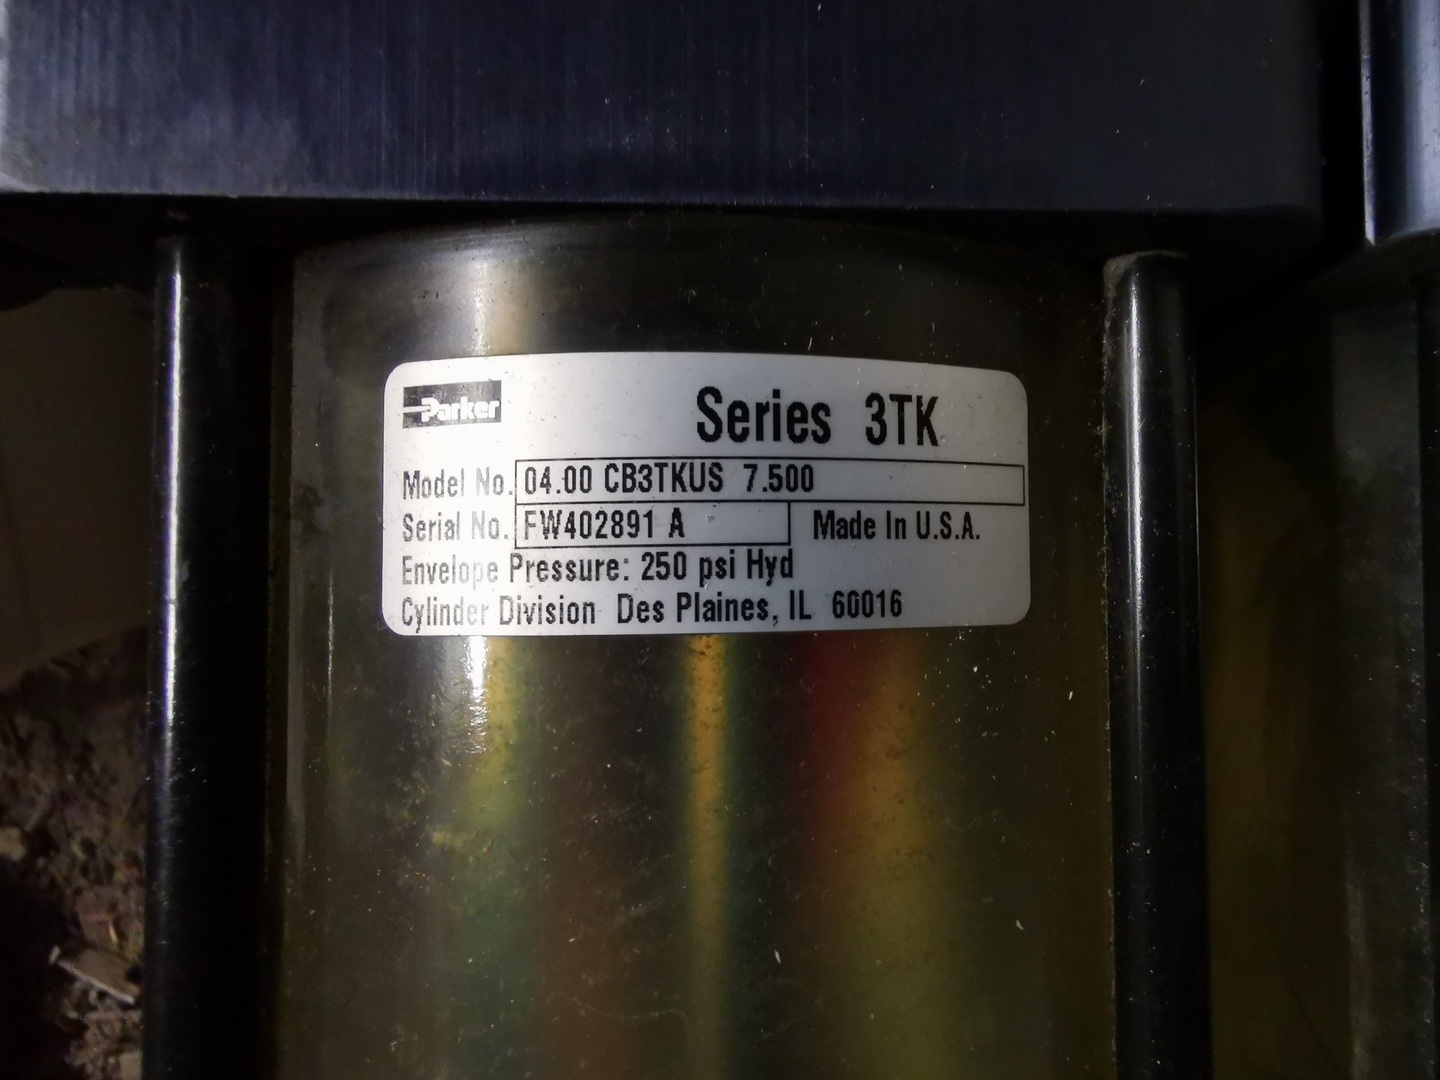 Parker
Series 3TK
Model No. 04.00 CB3TKUS 7.500
Serial No. FW402891 A Made In U.S.A.
Envelope Pressure: 250 psi Hyd
Cylinder Division Des Plaines, IL 60016